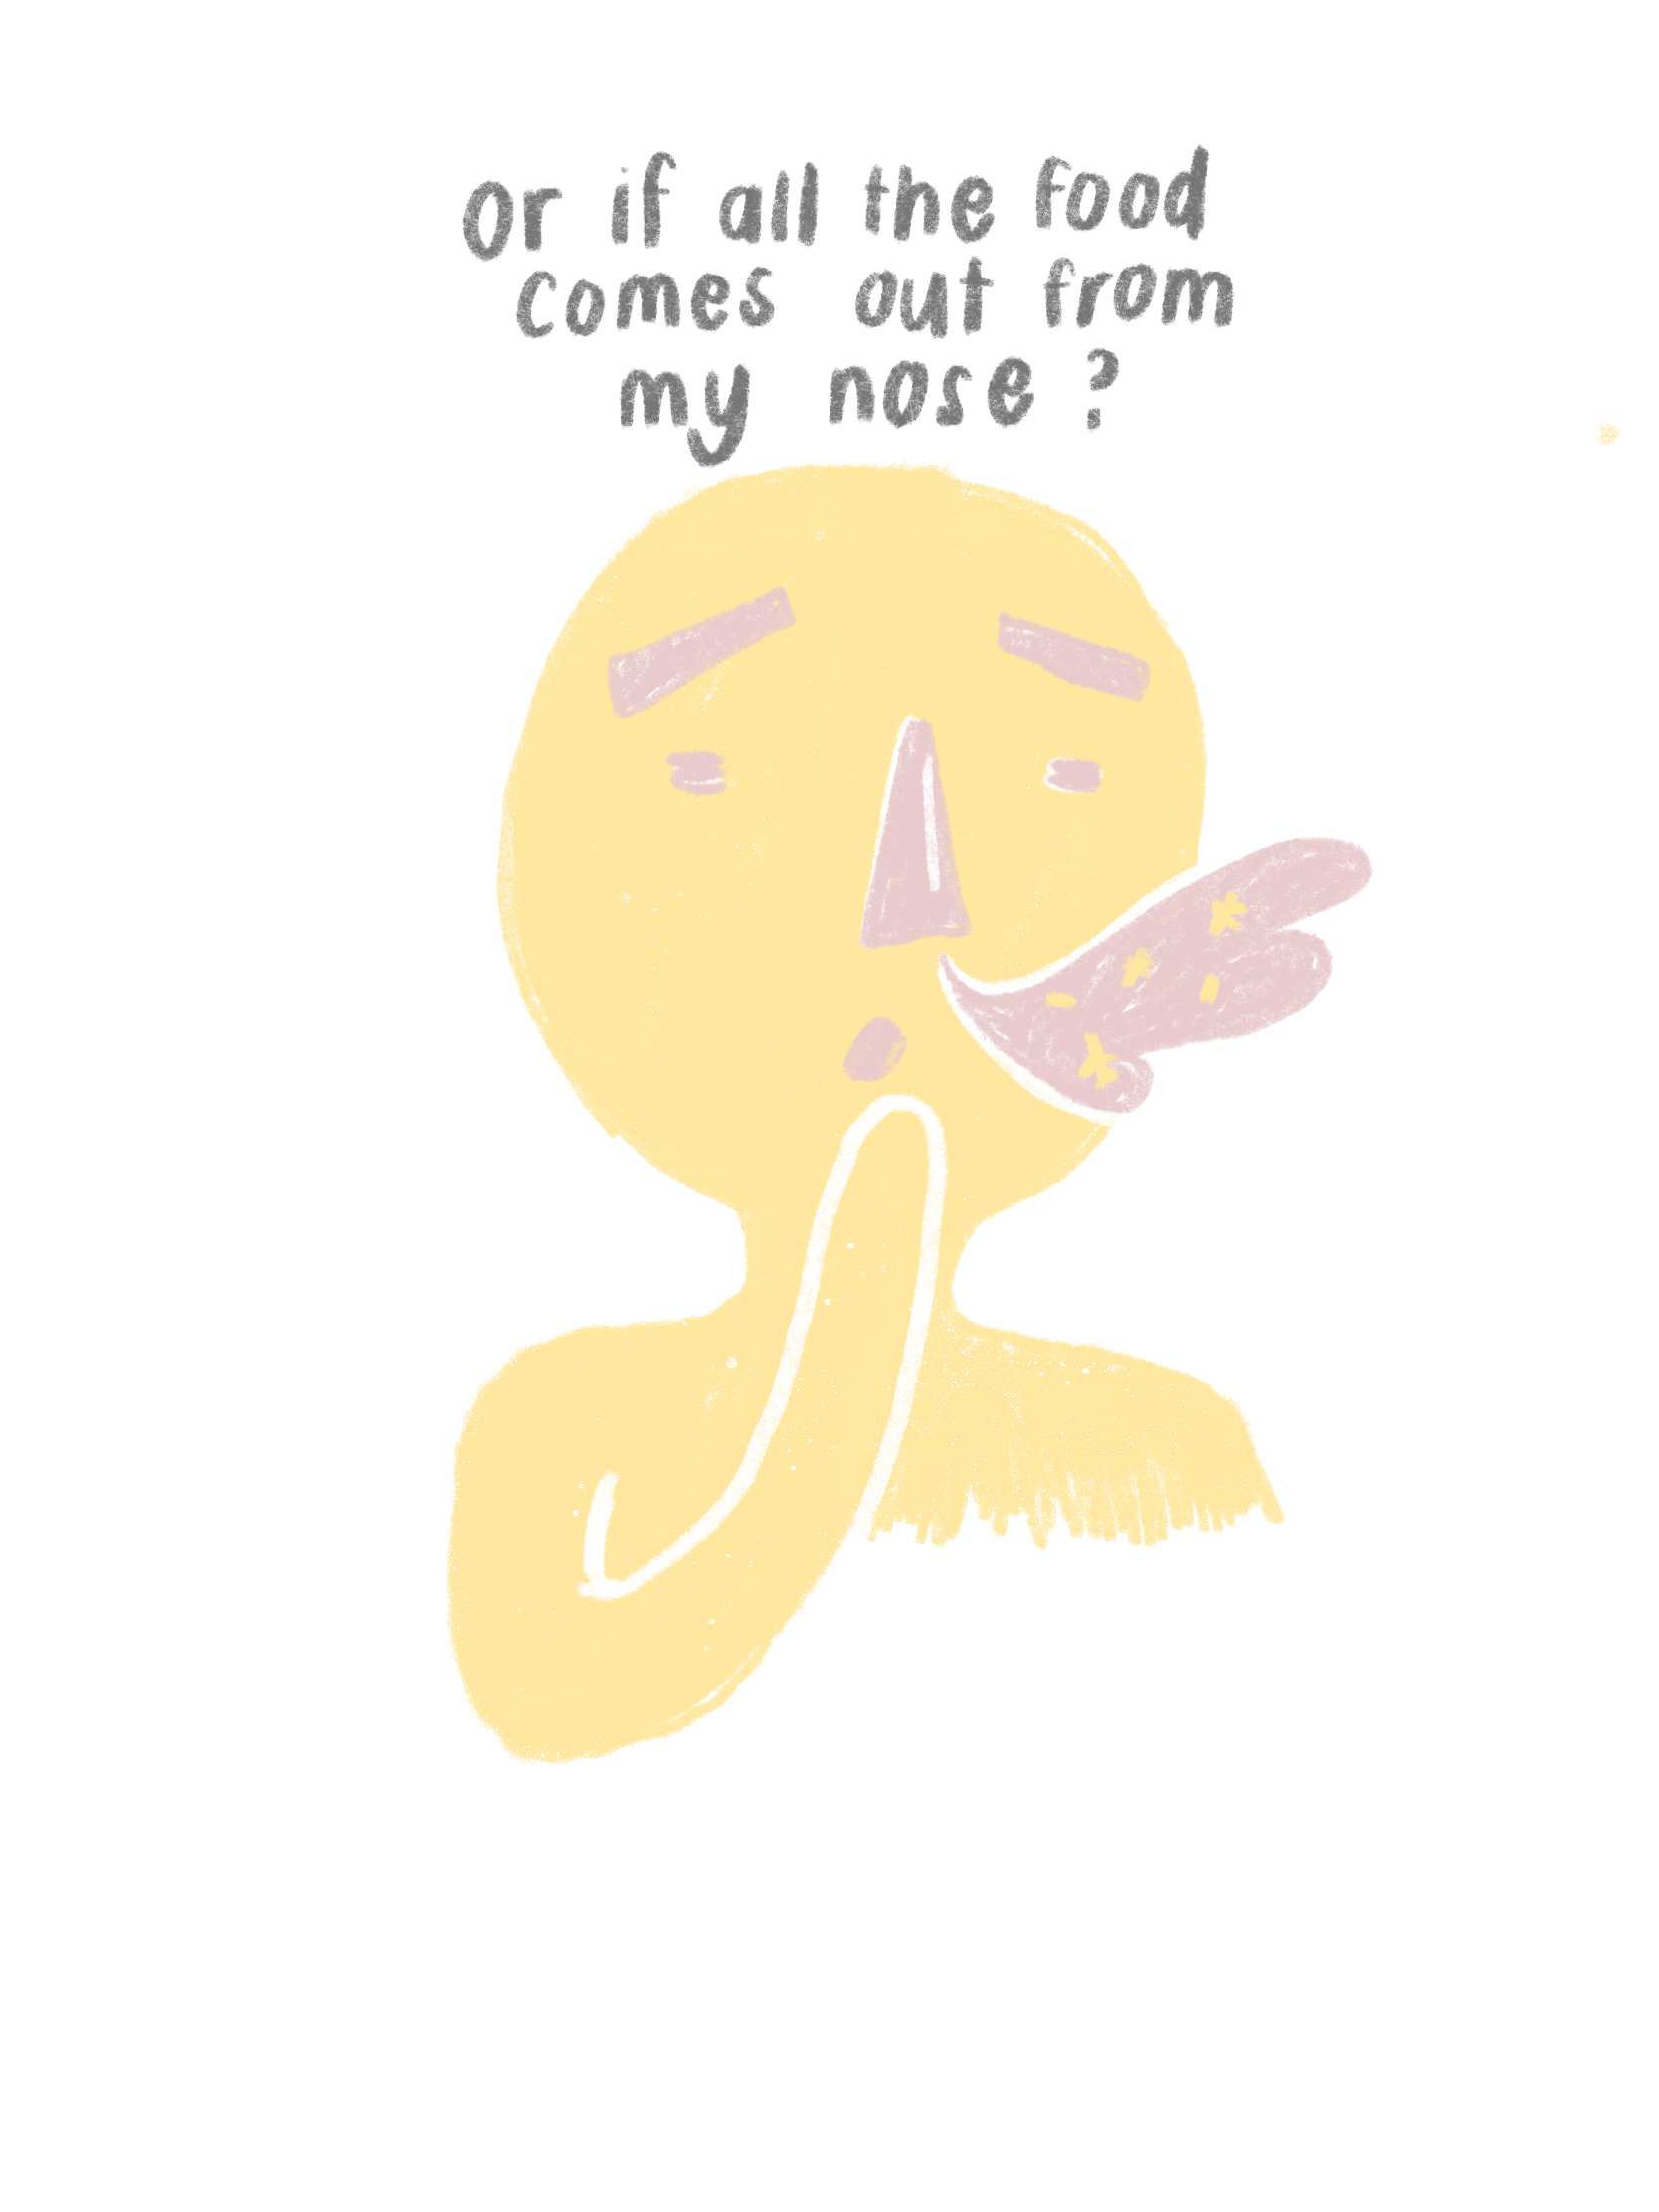 Or if all the food
comes out from
my nose ?